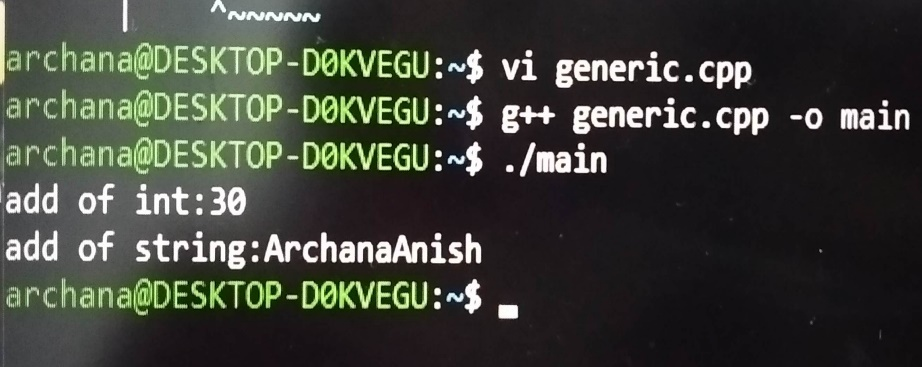 | ^~~~~~
archana@DESKTOP-D0KVEGU:~$ vi generic.cpp
archana@DESKTOP-D0KVEGU:~$ g++ generic.cpp -o main
archana@DESKTOP-D0KVEGU:~$ ./main
add of int:30
add of string:ArchanaAnish
archana@DESKTOP-D0KVEGU:~$